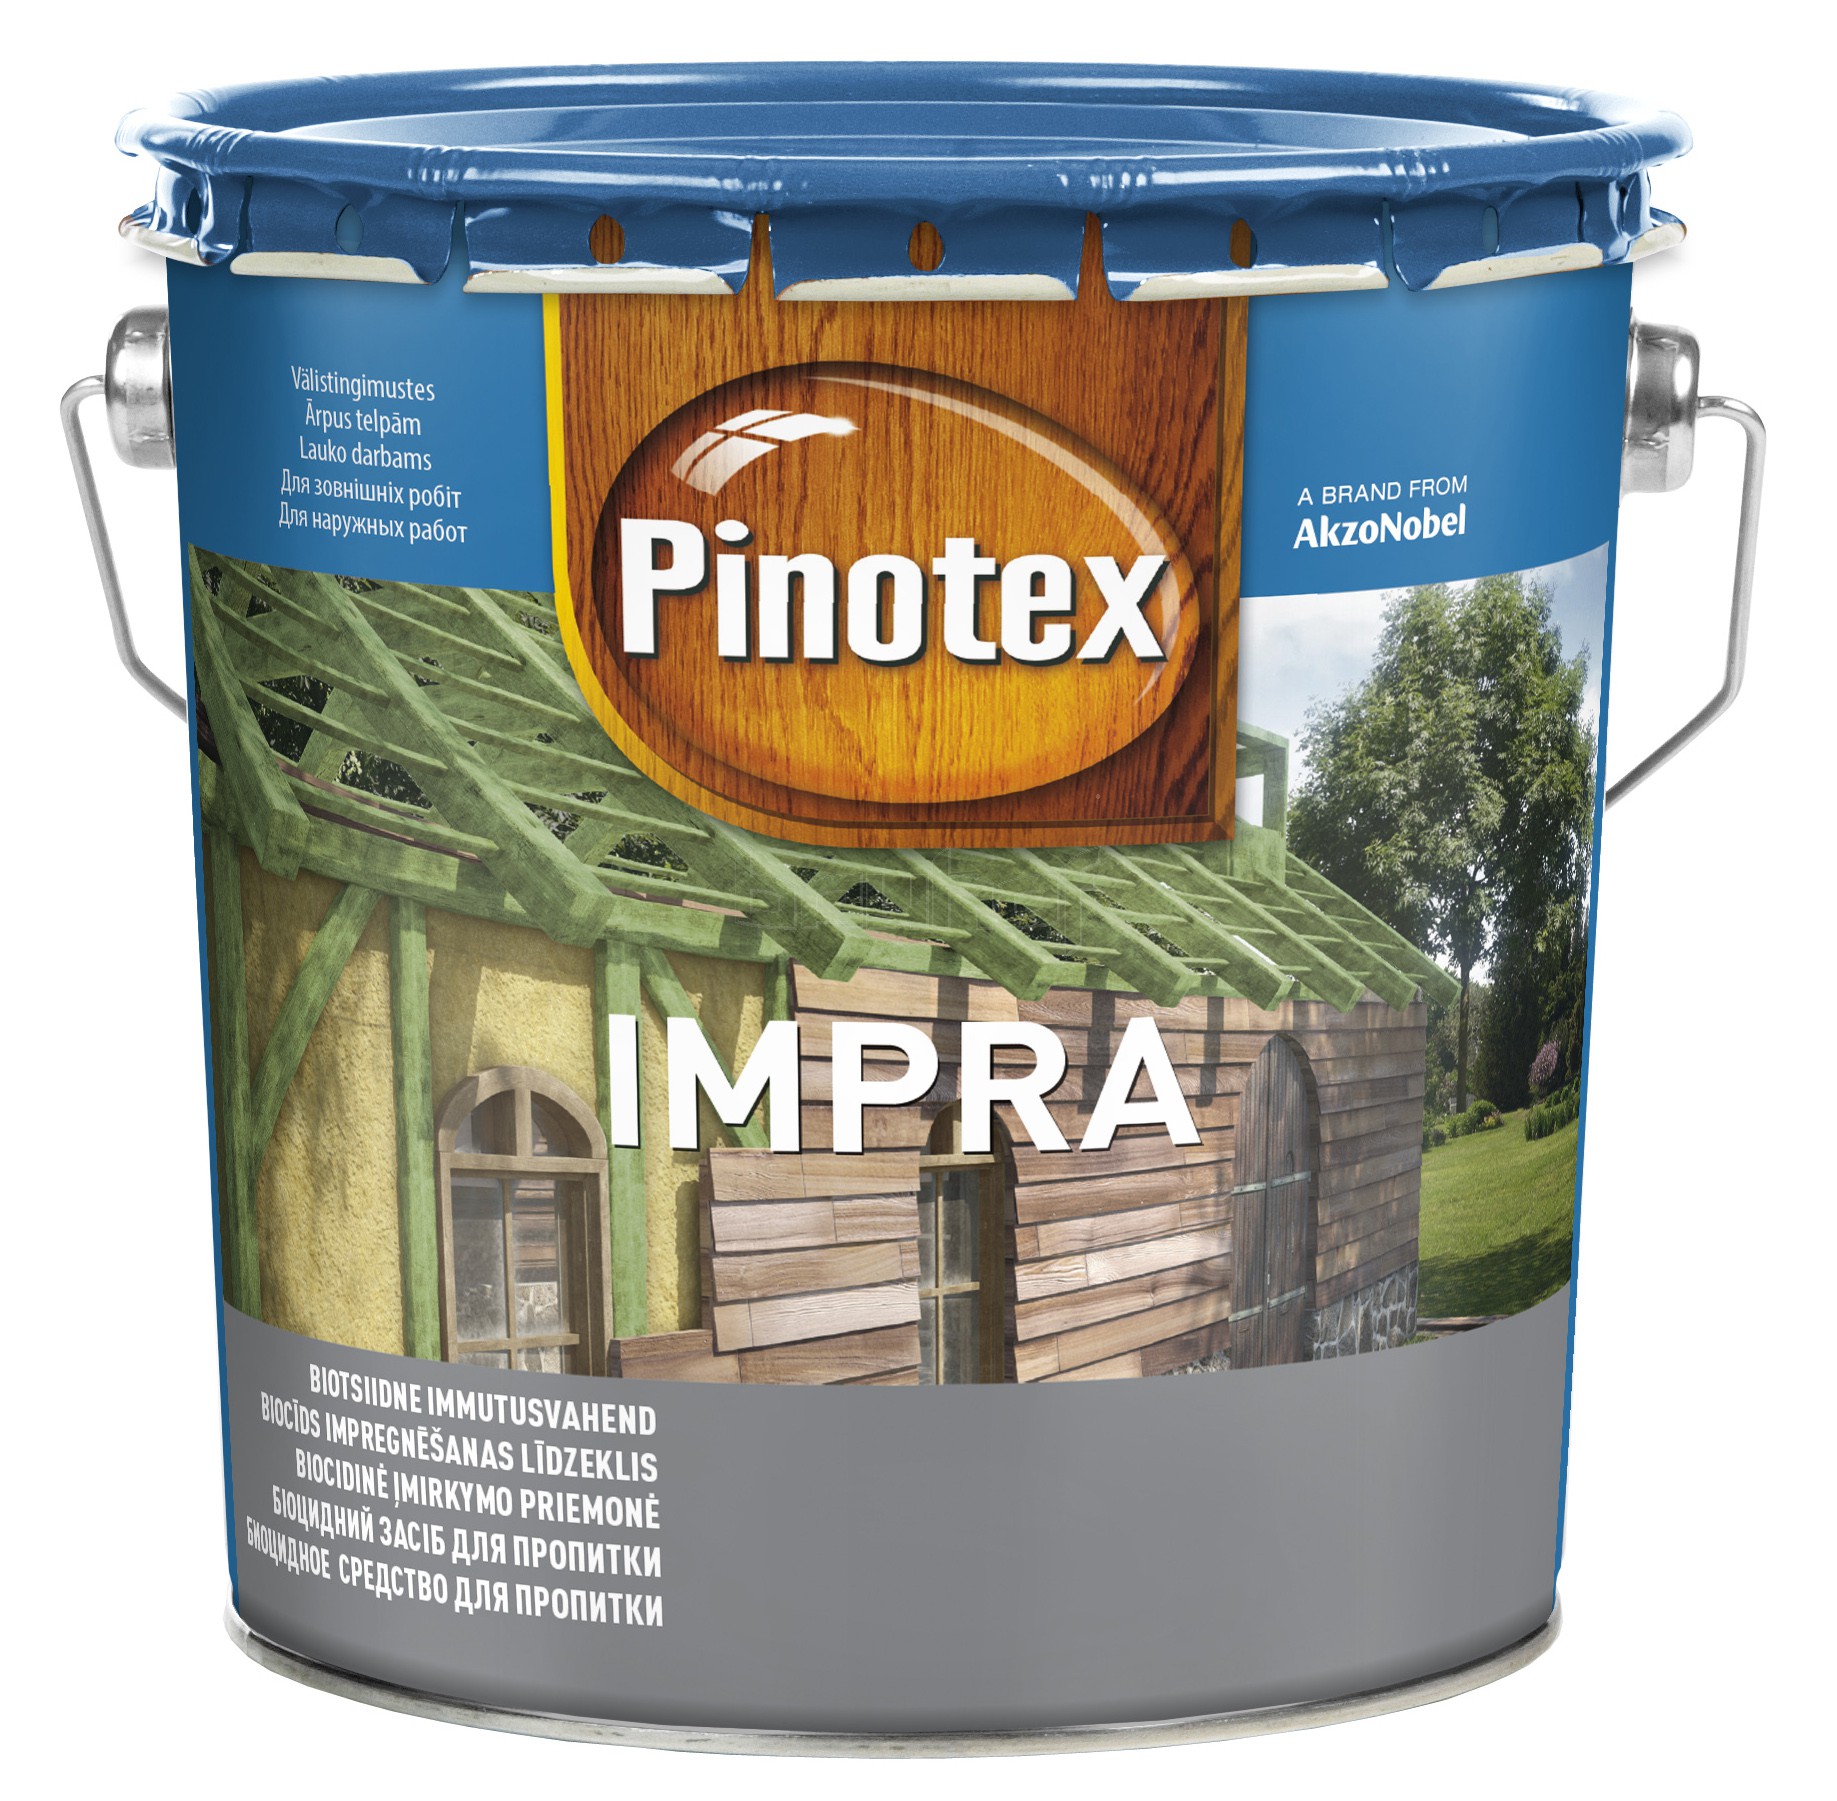 Välistingimustes
Ārpus telpām
Lauko darbams
Для зовнішніх робіт
Для наружных работ
Pinotex
A BRAND FROM
AkzoNobel
IMPRA
BIOTSIIDNE IMMUTUSVAHEND
BIOCĪDS IMPREGNĒŠANAS LĪDZEKLIS
BIOCIDINĖ ĮMIRKYMO PRIEMONĖ
БІОЦИДНИЙ ЗАСІБ ДЛЯ ПРОПИТКИ
БИОЦИДНОЕ СРЕДСТВО ДЛЯ ПРОПИТКИ